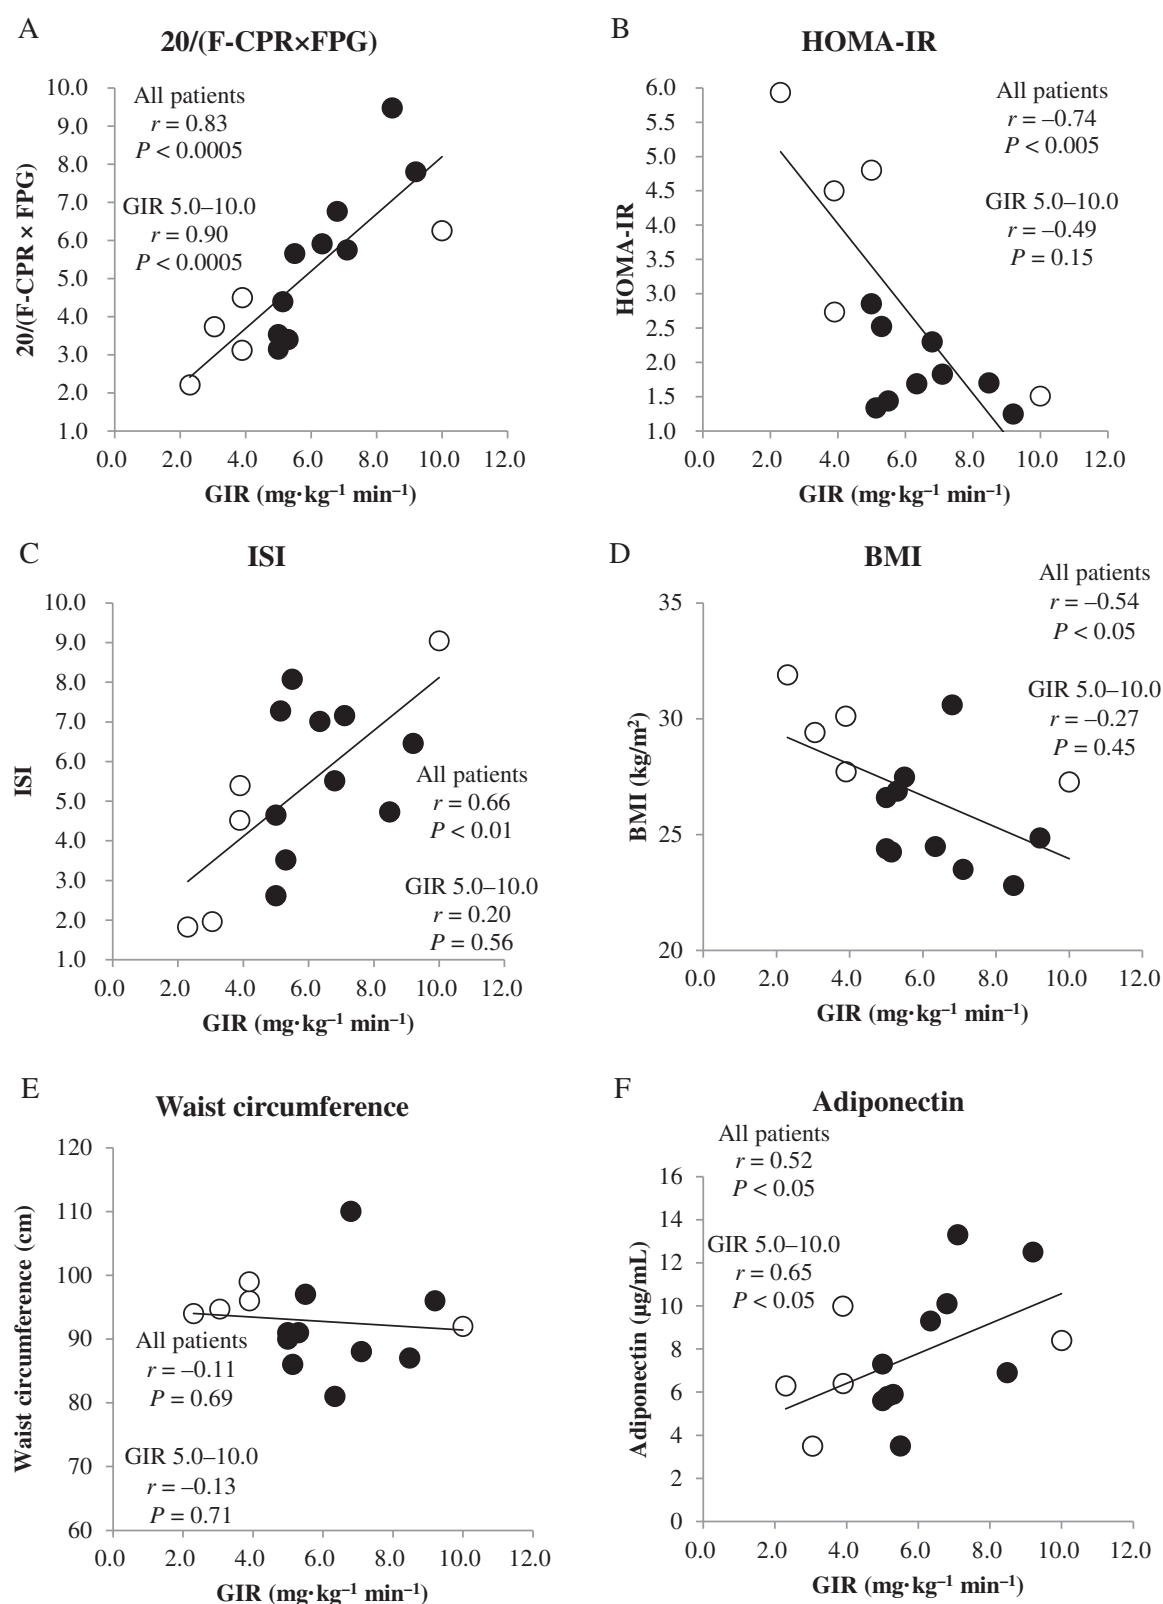 A
20/(F-CPR×FPG)
All patients
r = 0.83
P < 0.0005
GIR 5.0–10.0
r = 0.90
P < 0.0005
20/(F-CPR × FPG)
10.0
9.0
8.0
7.0
6.0
5.0
4.0
3.0
2.0
1.0
0.0 2.0 4.0 6.0 8.0 10.0 12.0
GIR (mg·kg⁻¹ min⁻¹)
B
HOMA-IR
All patients
r = –0.74
P < 0.005
GIR 5.0–10.0
r = –0.49
P = 0.15
HOMA-IR
6.0
5.5
5.0
4.5
4.0
3.5
3.0
2.5
2.0
1.5
1.0
0.0 2.0 4.0 6.0 8.0 10.0 12.0
GIR (mg·kg⁻¹ min⁻¹)
C
ISI
All patients
r = 0.66
P < 0.01
GIR 5.0–10.0
r = 0.20
P = 0.56
ISI
10.0
9.0
8.0
7.0
6.0
5.0
4.0
3.0
2.0
1.0
0.0 2.0 4.0 6.0 8.0 10.0 12.0
GIR (mg·kg⁻¹ min⁻¹)
D
BMI
All patients
r = –0.54
P < 0.05
GIR 5.0–10.0
r = –0.27
P = 0.45
BMI (kg/m²)
35
30
25
20
0.0 2.0 4.0 6.0 8.0 10.0 12.0
GIR (mg·kg⁻¹ min⁻¹)
E
Waist circumference
All patients
r = –0.11
P = 0.69
GIR 5.0–10.0
r = –0.13
P = 0.71
Waist circumference (cm)
120
110
100
90
80
70
60
0.0 2.0 4.0 6.0 8.0 10.0 12.0
GIR (mg·kg⁻¹ min⁻¹)
F
Adiponectin
All patients
r = 0.52
P < 0.05
GIR 5.0–10.0
r = 0.65
P < 0.05
Adiponectin (µg/mL)
16
14
12
10
8
6
4
2
0
0.0 2.0 4.0 6.0 8.0 10.0 12.0
GIR (mg·kg⁻¹ min⁻¹)